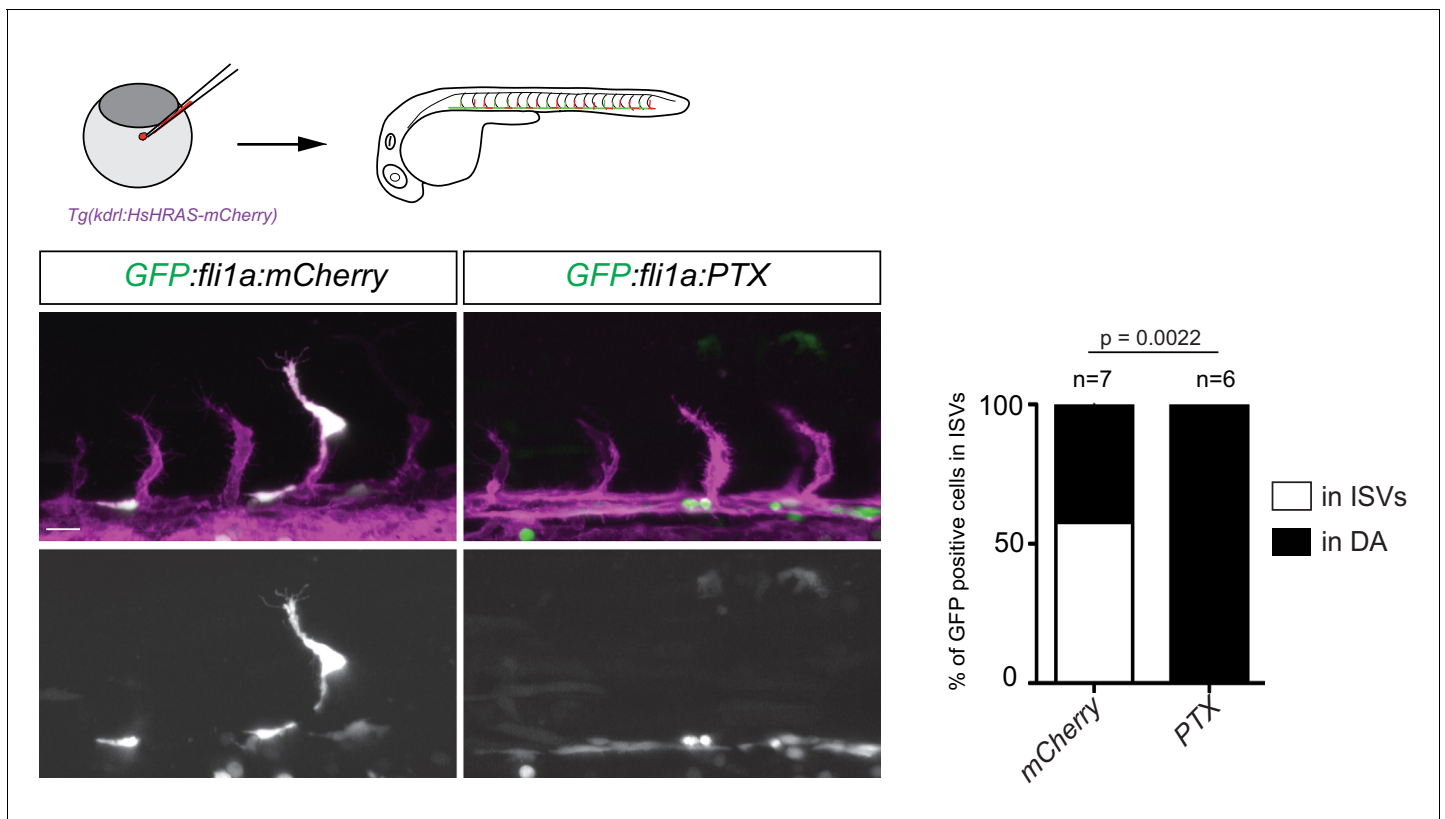 Tg(kdrl:HsHRAS-mCherry)
GFP:fli1a:mCherry
GFP:fli1a:PTX
p = 0.0022
n=7
n=6
% of GFP positive cells in ISVs
100
50
0
mCherry
PTX
in ISVs
in DA